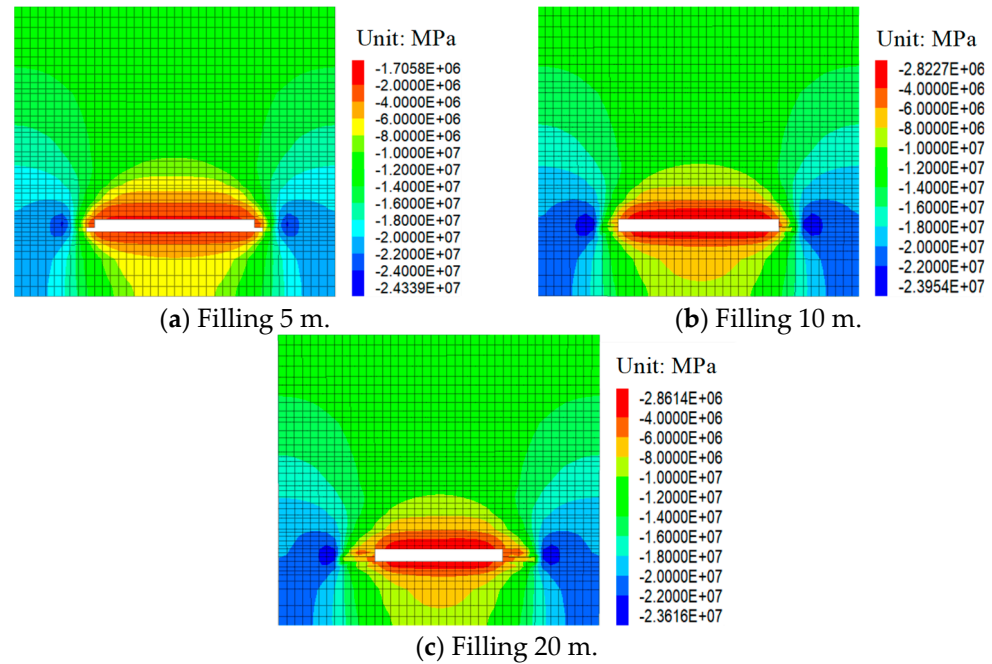 Unit: MPa
-1.7058E+06
-2.0000E+06
-4.0000E+06
-6.0000E+06
-8.0000E+06
-1.0000E+07
-1.2000E+07
-1.4000E+07
-1.6000E+07
-1.8000E+07
-2.0000E+07
-2.2000E+07
-2.4000E+07
-2.4339E+07
(a) Filling 5 m.
Unit: MPa
-2.8227E+06
-4.0000E+06
-6.0000E+06
-8.0000E+06
-1.0000E+07
-1.2000E+07
-1.4000E+07
-1.6000E+07
-1.8000E+07
-2.0000E+07
-2.2000E+07
-2.3954E+07
(b) Filling 10 m.
Unit: MPa
-2.8614E+06
-4.0000E+06
-6.0000E+06
-8.0000E+06
-1.0000E+07
-1.2000E+07
-1.4000E+07
-1.6000E+07
-1.8000E+07
-2.0000E+07
-2.2000E+07
-2.3616E+07
(c) Filling 20 m.